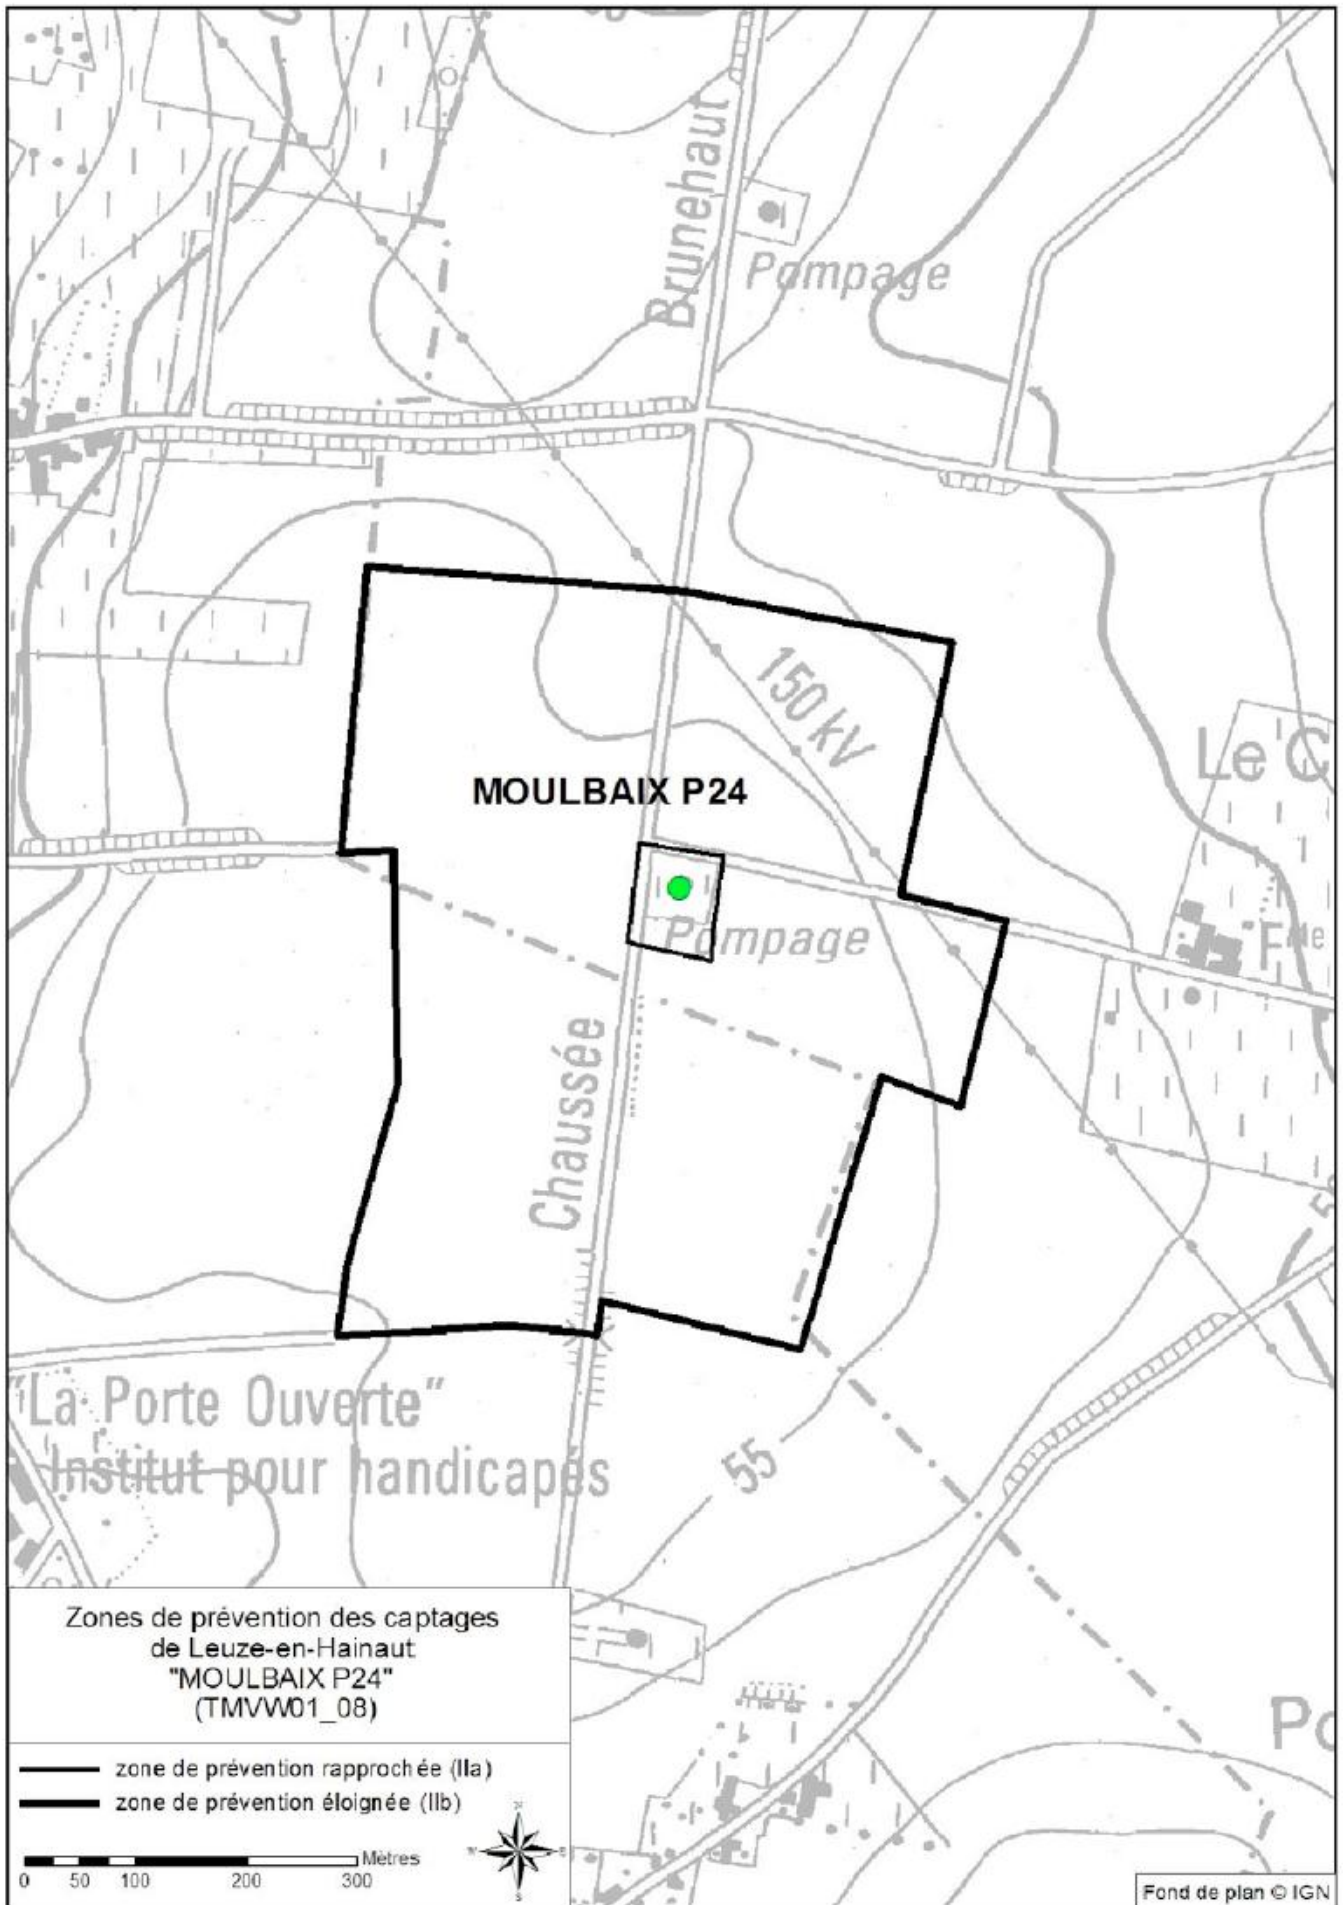 Brunehaut
Pompage
150 kV
Le C
MOULBAIX P24
Pompage
Fme
Chaussée
"La Porte Ouverte"
Institut pour handicapés
55
Zones de prévention des captages
de Leuze-en-Hainaut
"MOULBAIX P24"
(TMVW01_08)
Po
zone de prévention rapprochée (IIa)
zone de prévention éloignée (IIb)
Mètres
0 50 100 200 300
Fond de plan © IGN